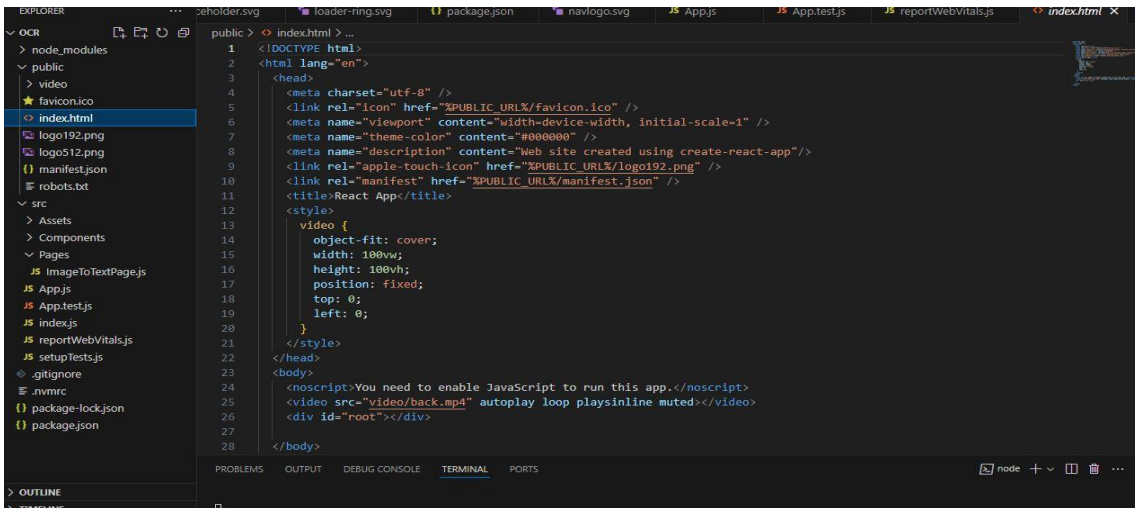 EXPLORER
...
ceholder.svg
loader-ring.svg
{} package.json
navlogo.svg
JS App.js
JS App.test.js
JS reportWebVitals.js
<> index.html X
OCR
node_modules
public
video
favicon.ico
<> index.html
logo192.png
logo512.png
{} manifest.json
robots.txt
src
Assets
Components
Pages
JS ImageToTextPage.js
JS App.js
JS App.test.js
JS index.js
JS reportWebVitals.js
JS setupTests.js
.gitignore
.nvmrc
{} package-lock.json
{} package.json
OUTLINE
TIMELINE
public > <> index.html > ...
1 <!DOCTYPE html>
2 <html lang="en">
3 <head>
4 <meta charset="utf-8" />
5 <link rel="icon" href="%PUBLIC_URL%/favicon.ico" />
6 <meta name="viewport" content="width=device-width, initial-scale=1" />
7 <meta name="theme-color" content="#000000" />
8 <meta name="description" content="Web site created using create-react-app"/>
9 <link rel="apple-touch-icon" href="%PUBLIC_URL%/logo192.png" />
10 <link rel="manifest" href="%PUBLIC_URL%/manifest.json" />
11 <title>React App</title>
12 <style>
13 video {
14 object-fit: cover;
15 width: 100vw;
16 height: 100vh;
17 position: fixed;
18 top: 0;
19 left: 0;
20 }
21 </style>
22 </head>
23 <body>
24 <noscript>You need to enable JavaScript to run this app.</noscript>
25 <video src="video/back.mp4" autoplay loop playsinline muted></video>
26 <div id="root"></div>
27
28 </body>
PROBLEMS OUTPUT DEBUG CONSOLE TERMINAL PORTS
node
...